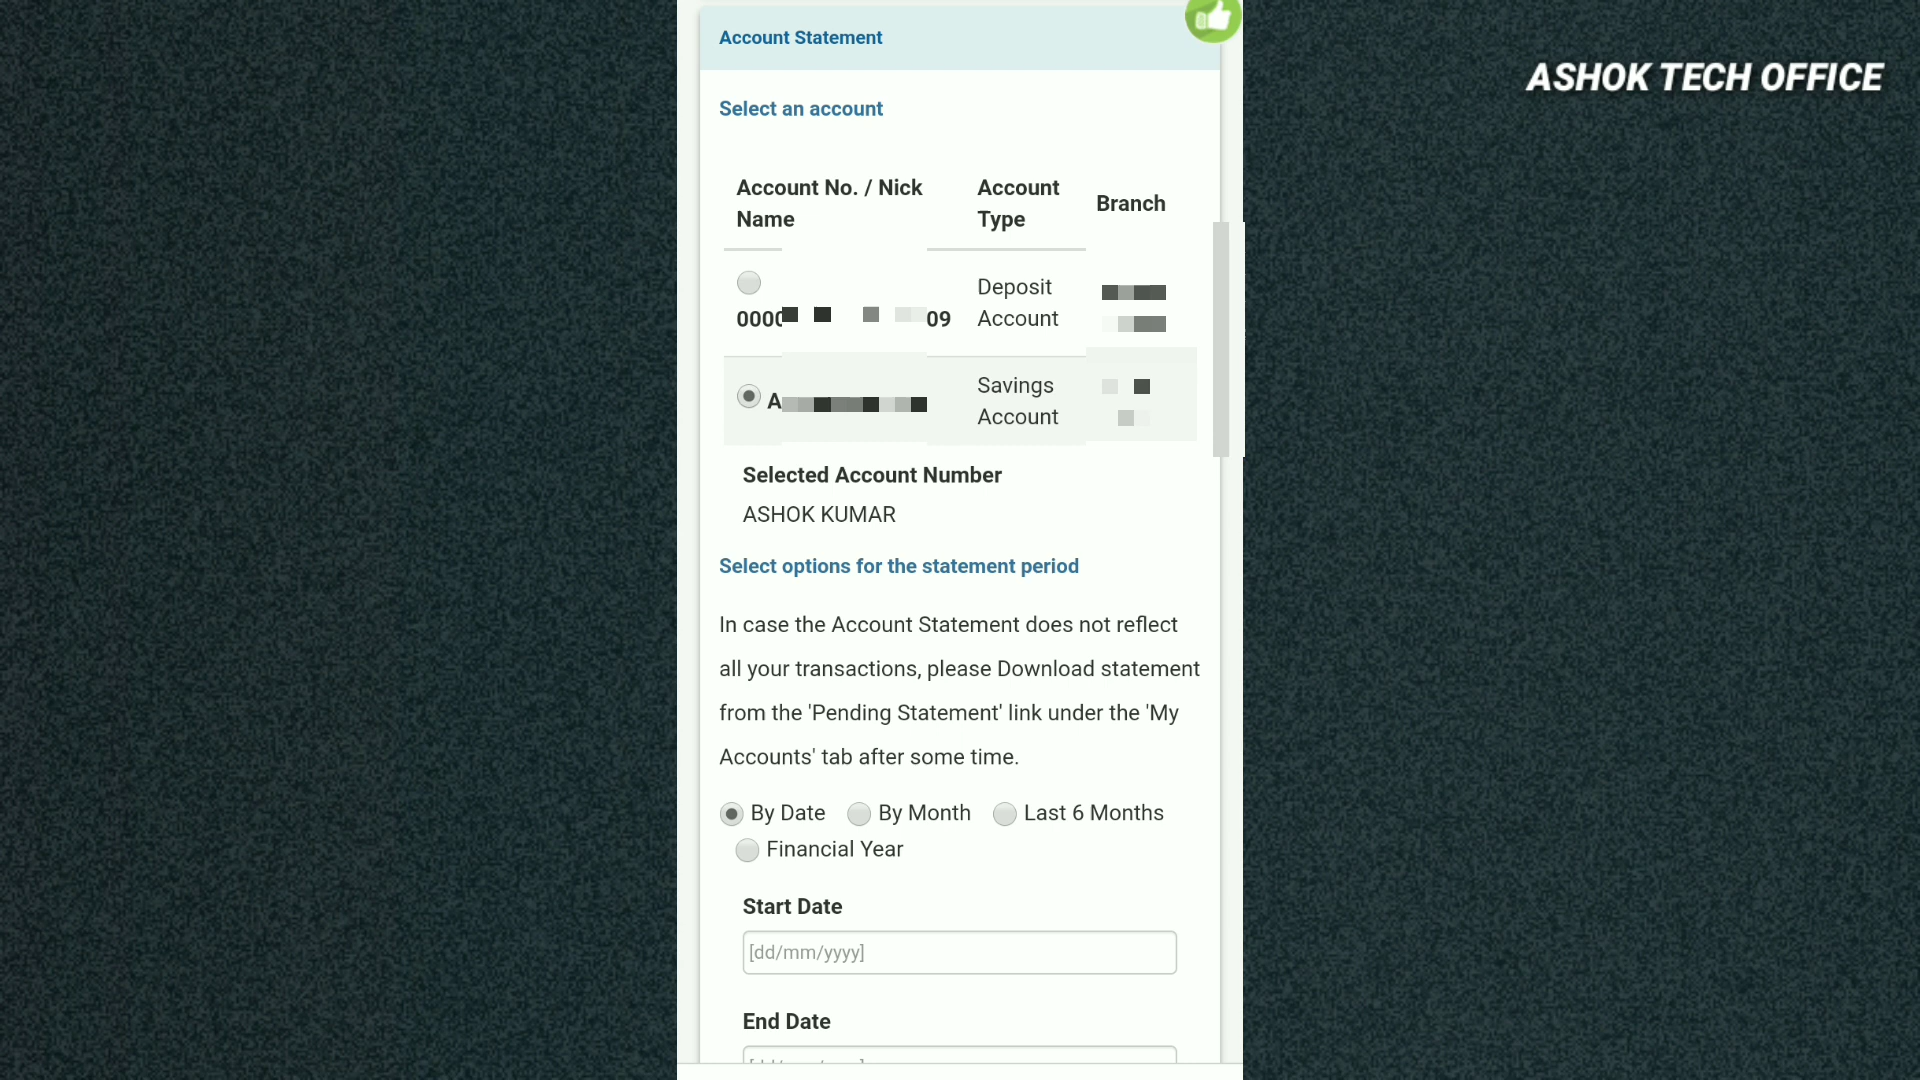 Account Statement
ASHOK TECH OFFICE
Select an account
Account No. / Nick
Name
Account
Type
Branch
Deposit
Account
0000
09
A
Savings
Account
Selected Account Number
ASHOK KUMAR
Select options for the statement period
In case the Account Statement does not reflect
all your transactions, please Download statement
from the 'Pending Statement' link under the 'My
Accounts' tab after some time.
By Date By Month Last 6 Months
Financial Year
Start Date
[dd/mm/yyyy]
End Date